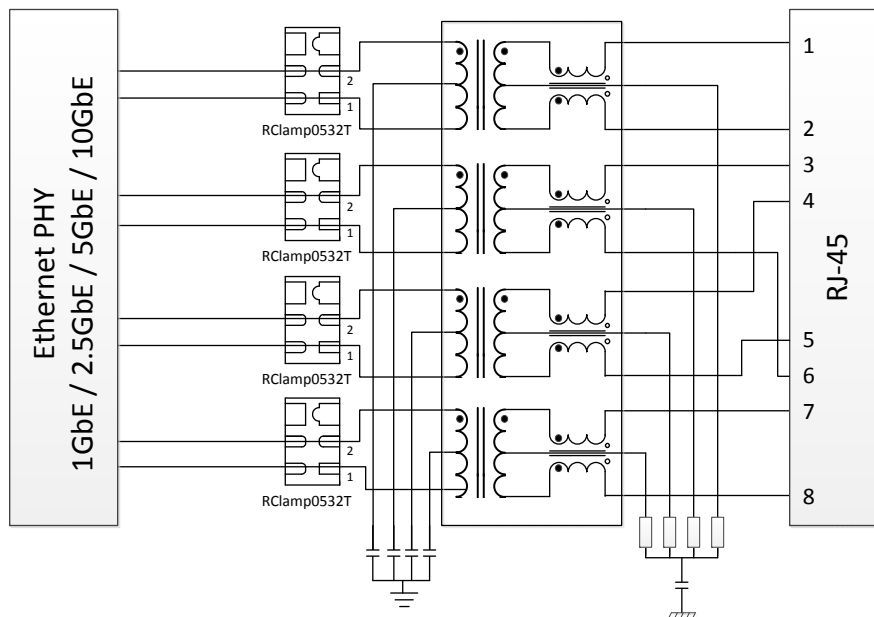 Ethernet PHY
1GbE / 2.5GbE / 5GbE / 10GbE
2
1
RClamp0532T
2
1
RClamp0532T
2
1
RClamp0532T
2
1
RClamp0532T
1
2
3
4
5
6
7
8
RJ-45